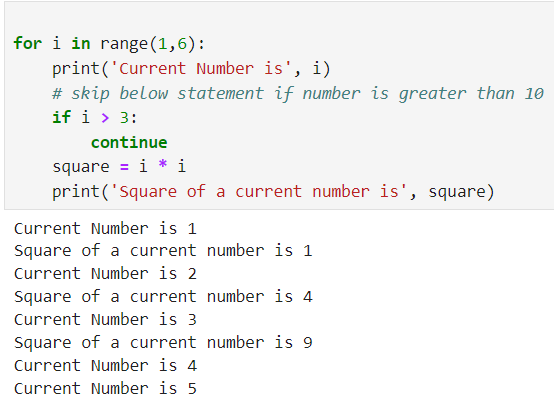 for i in range(1,6):
    print('Current Number is', i)
    # skip below statement if number is greater than 10
    if i > 3:
        continue
    square = i * i
    print('Square of a current number is', square)
Current Number is 1
Square of a current number is 1
Current Number is 2
Square of a current number is 4
Current Number is 3
Square of a current number is 9
Current Number is 4
Current Number is 5